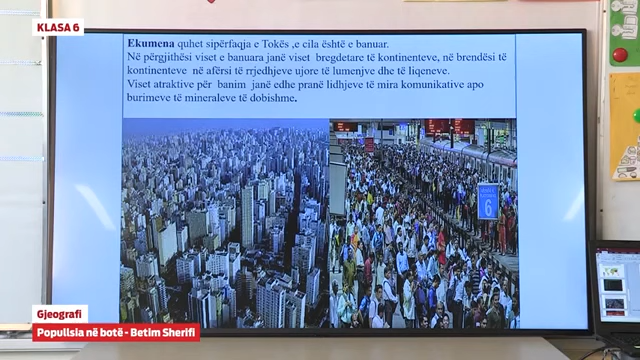 KLASA 6
Ekumena quhet sipërfaqja e Tokës ,e cila është e banuar.
Në përgjithësi viset e banuara janë viset bregdetare të kontinenteve, në brendësi të
kontinenteve në afërsi të rrjedhjeve ujore të lumenjve dhe të liqeneve.
Viset atraktive për banim janë edhe pranë lidhjeve të mira komunikative apo
burimeve të mineraleve të dobishme.
6
Gjeografi
Popullsia në botë - Betim Sherifi